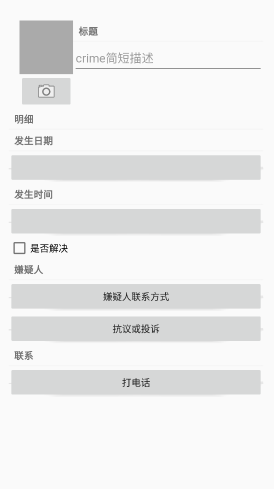 标题
crime简短描述
明细
发生日期
发生时间
是否解决
嫌疑人
嫌疑人联系方式
抗议或投诉
联系
打电话